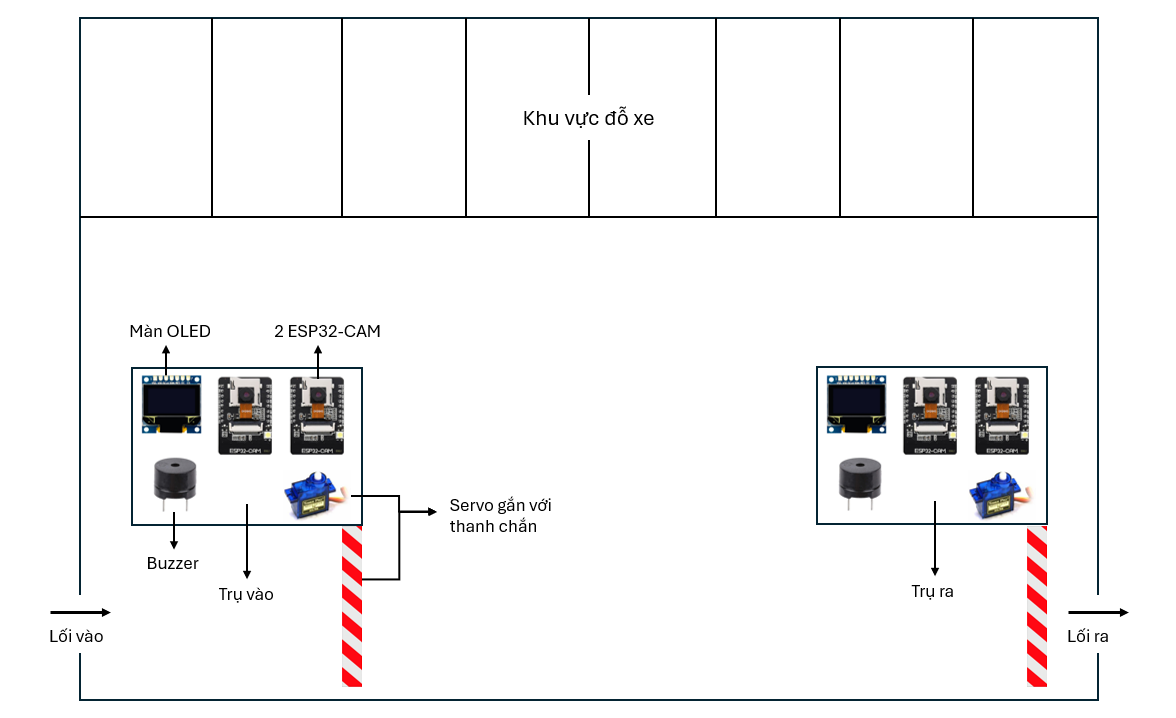 Khu vực đỗ xe
Màn OLED
2 ESP32-CAM
ESP32-CAM
ESP32-CAM
ESP32-CAM
ESP32-CAM
Servo gắn với
thanh chắn
Buzzer
Trụ vào
Trụ ra
Lối vào
Lối ra